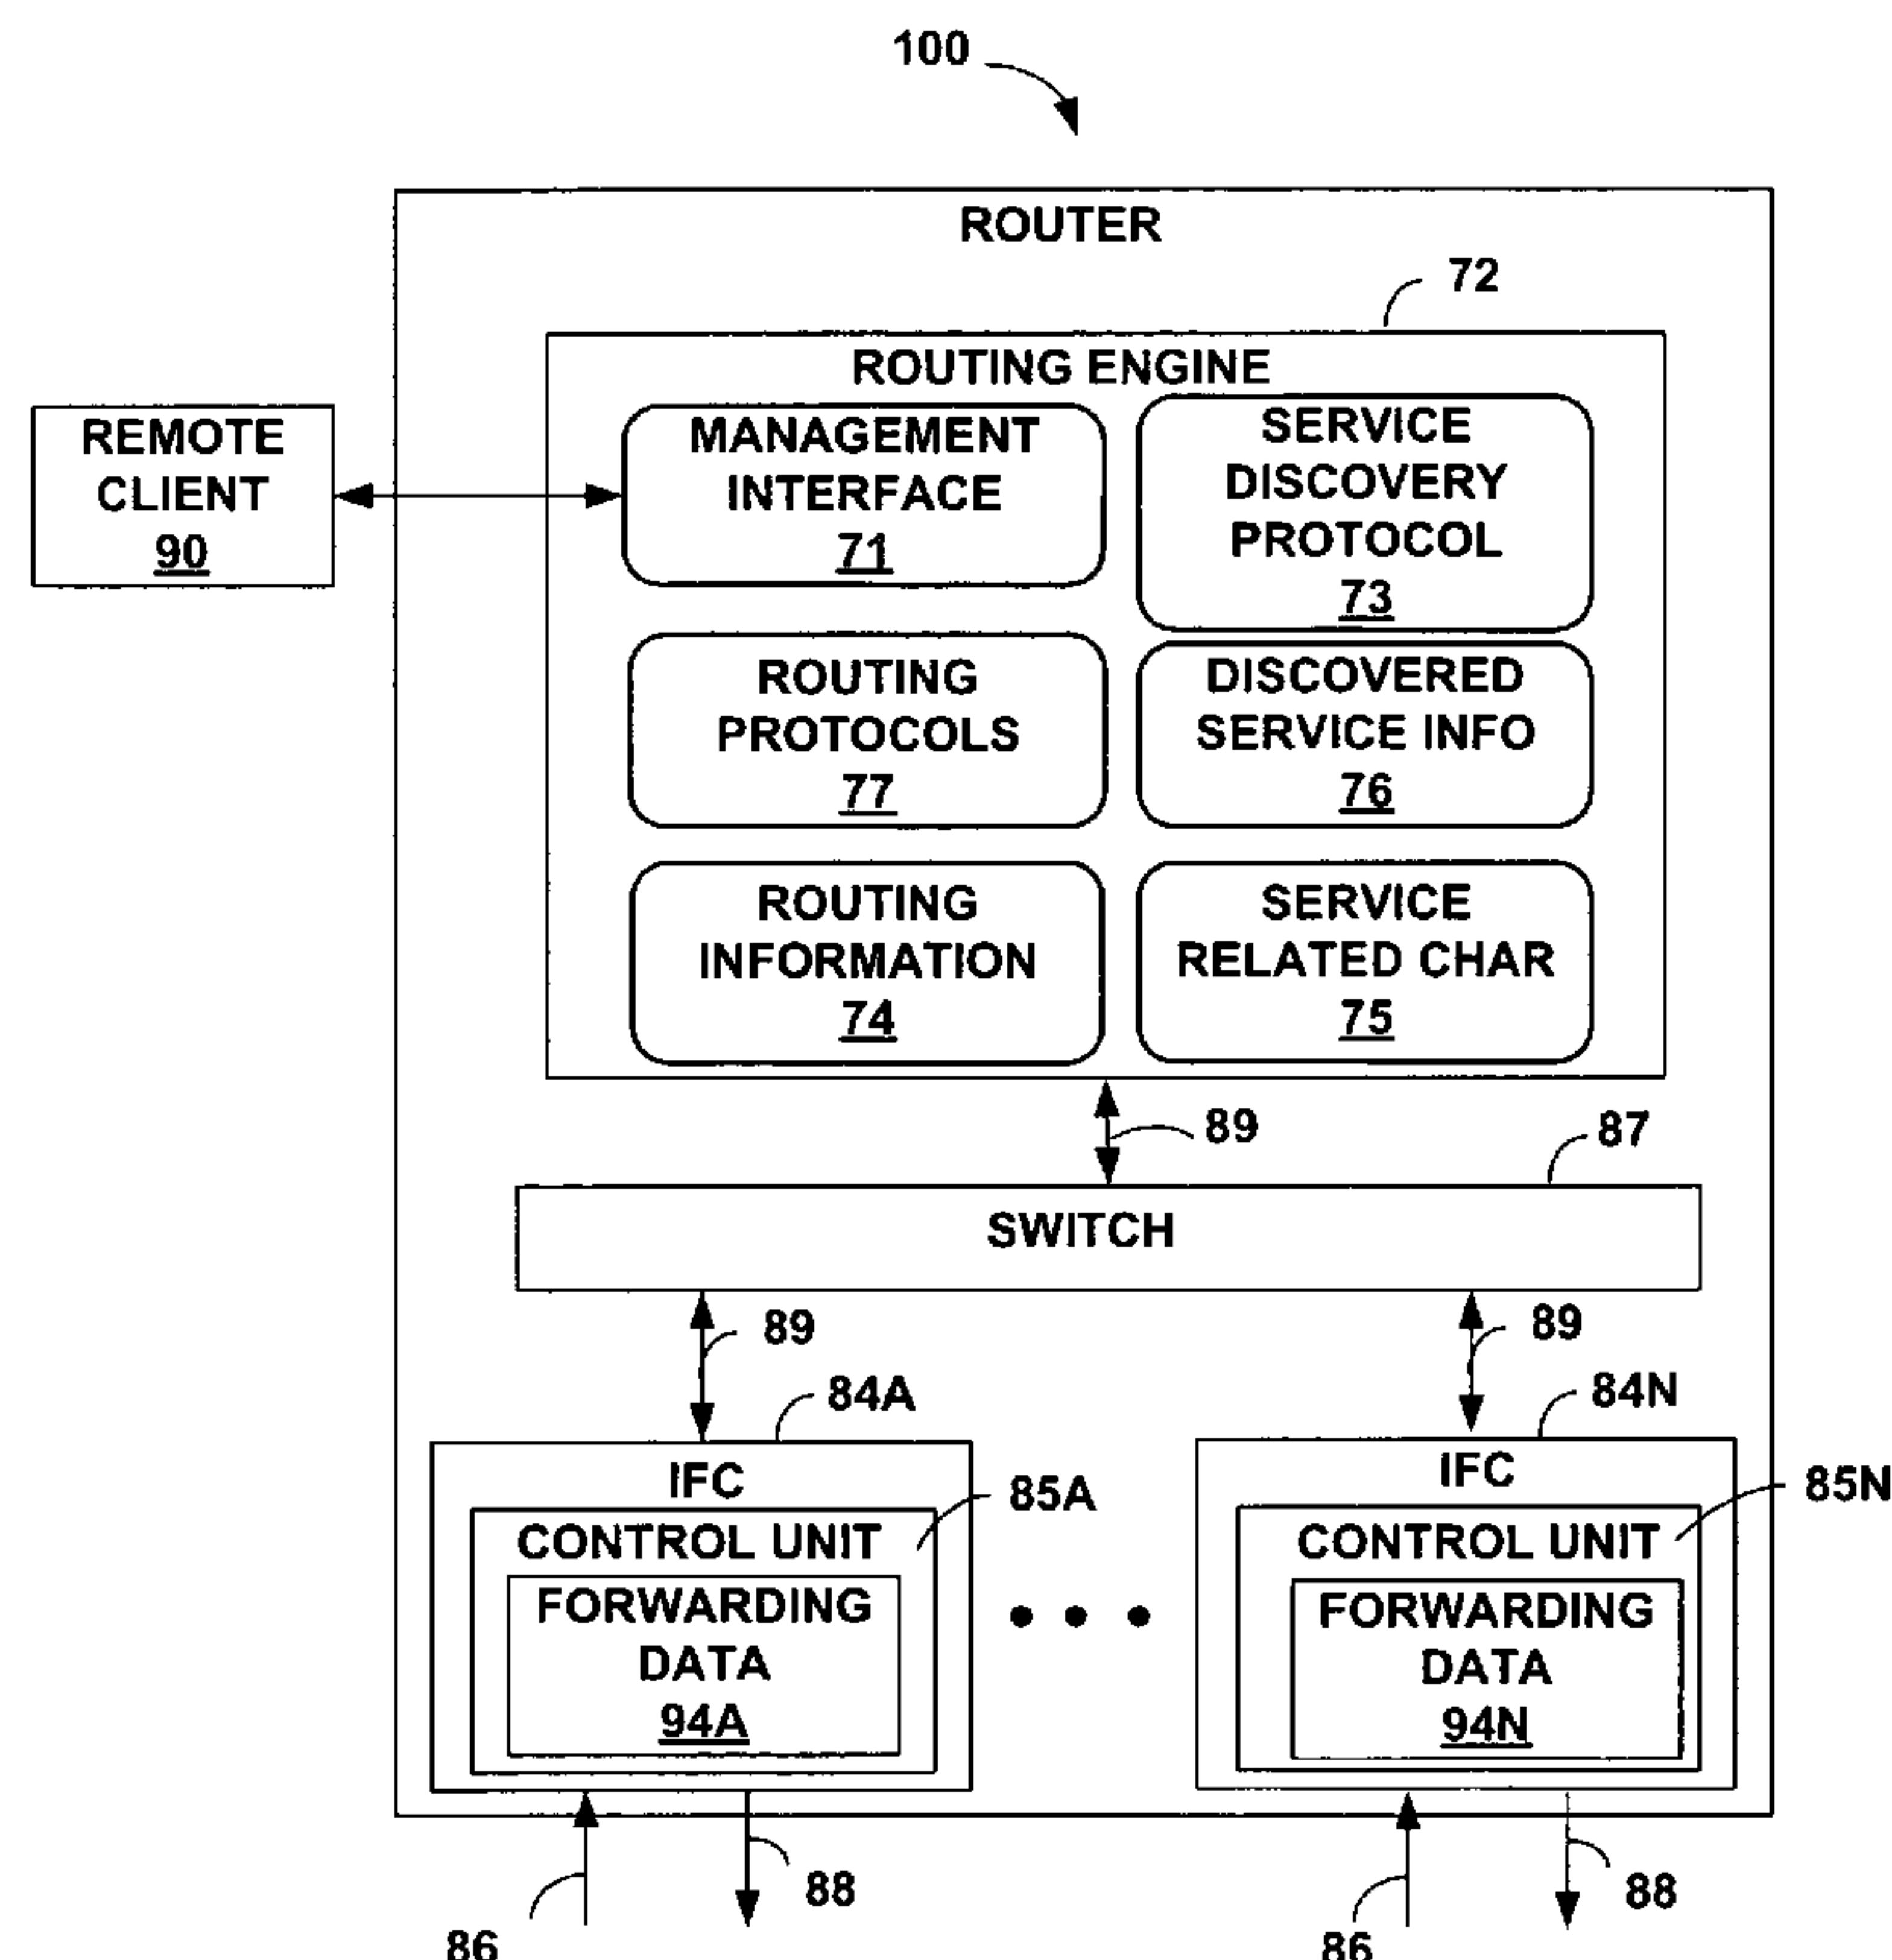 100
ROUTER
72
ROUTING ENGINE
REMOTE
CLIENT
90
MANAGEMENT
INTERFACE
71
SERVICE
DISCOVERY
PROTOCOL
73
ROUTING
PROTOCOLS
77
DISCOVERED
SERVICE INFO
76
ROUTING
INFORMATION
74
SERVICE
RELATED CHAR
75
89
87
SWITCH
89
89
84A
84N
IFC
85A
CONTROL UNIT
FORWARDING
DATA
94A
IFC
85N
CONTROL UNIT
FORWARDING
DATA
94N
86
88
86
88